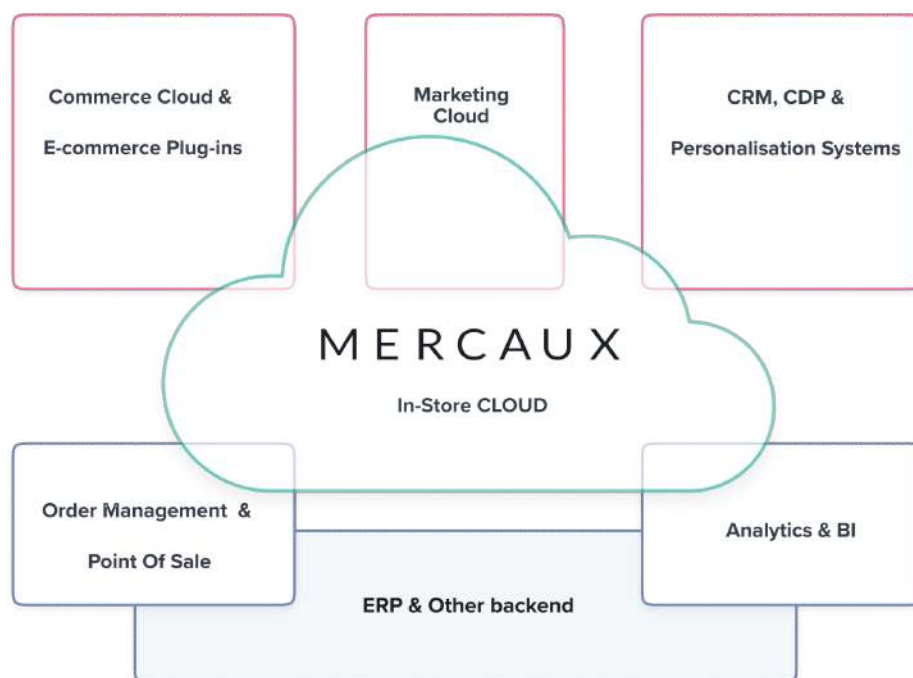 Commerce Cloud &
E-commerce Plug-ins
Marketing
Cloud
CRM, CDP &
Personalisation Systems
MERCAUX
In-Store CLOUD
Order Management &
Point Of Sale
Analytics & BI
ERP & Other backend